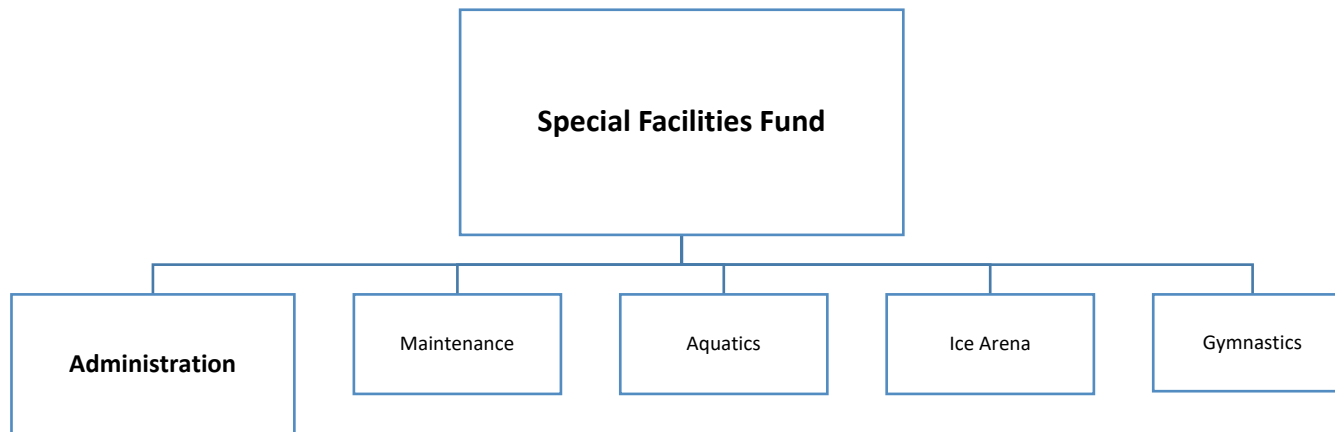 Special Facilities Fund
Administration
Maintenance
Aquatics
Ice Arena
Gymnastics